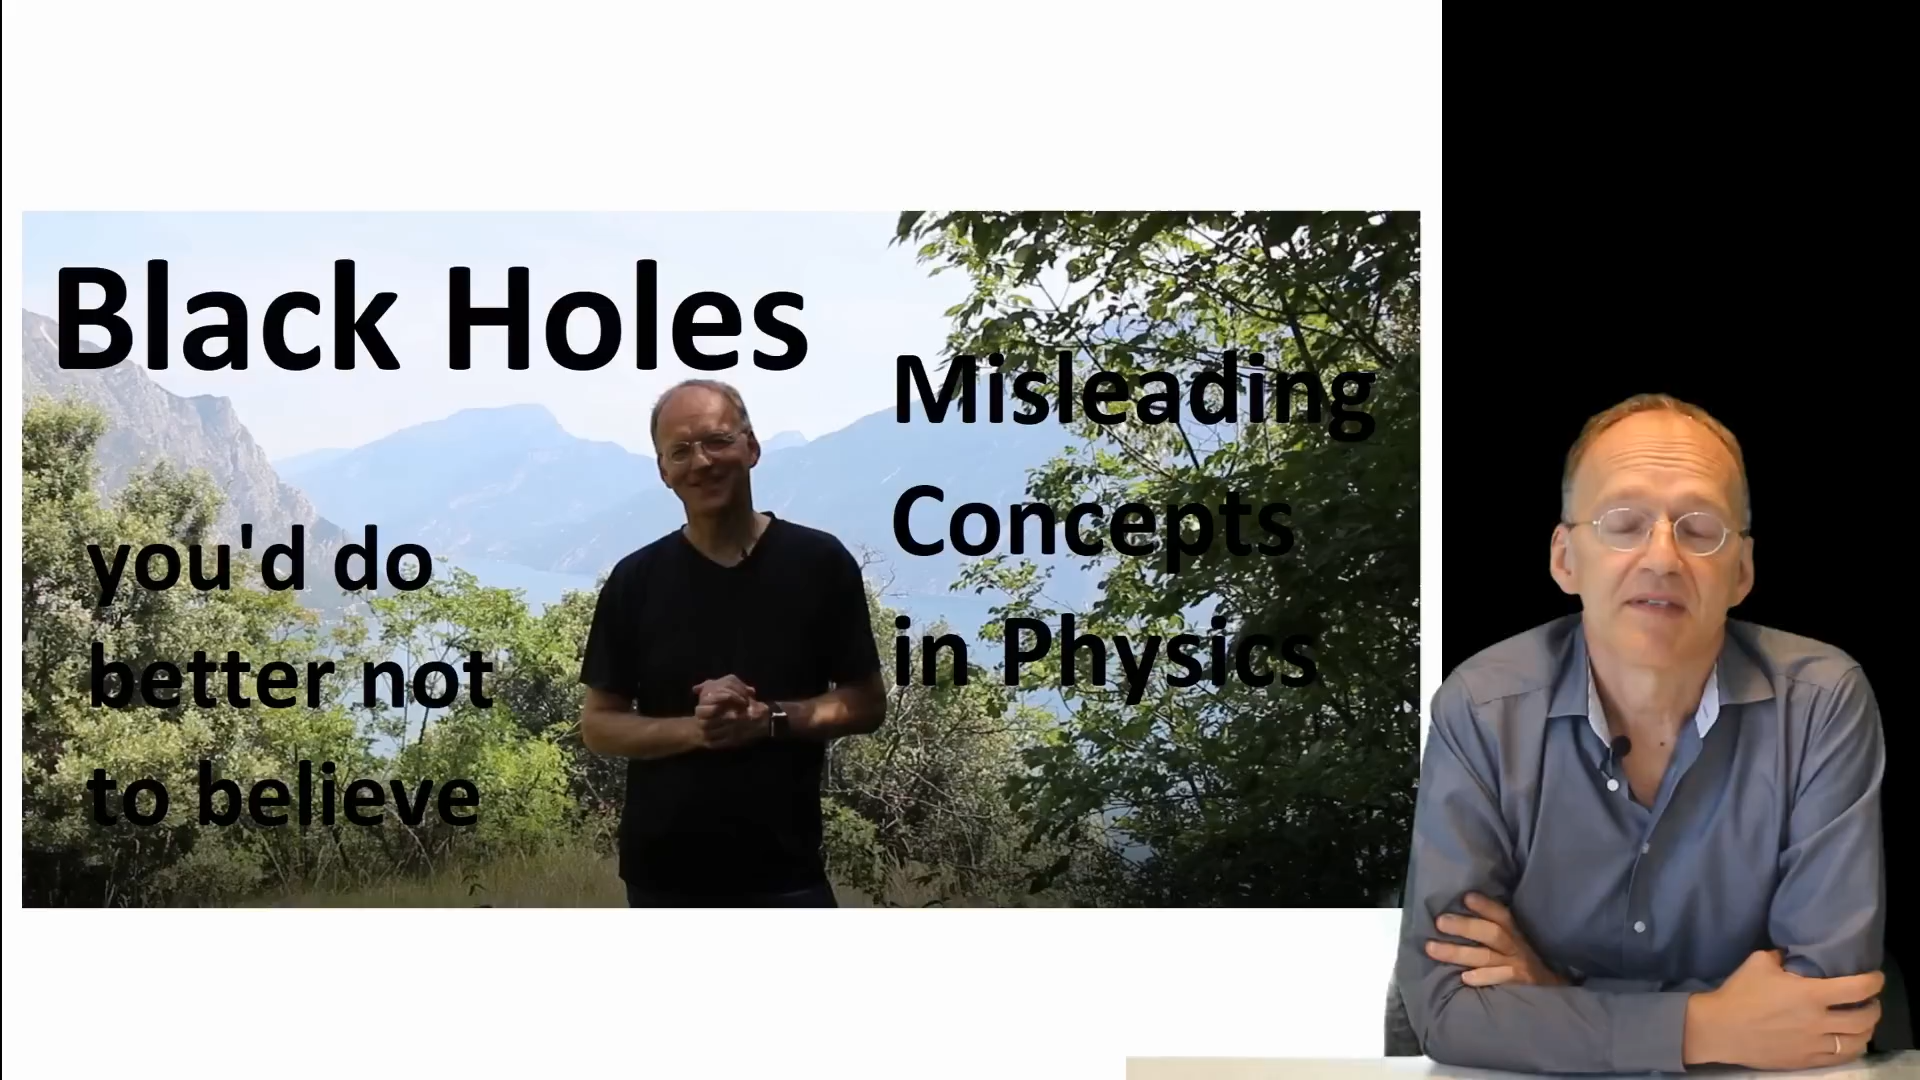 Black Holes
Misleading
Concepts
in Physics
you'd do
better not
to believe